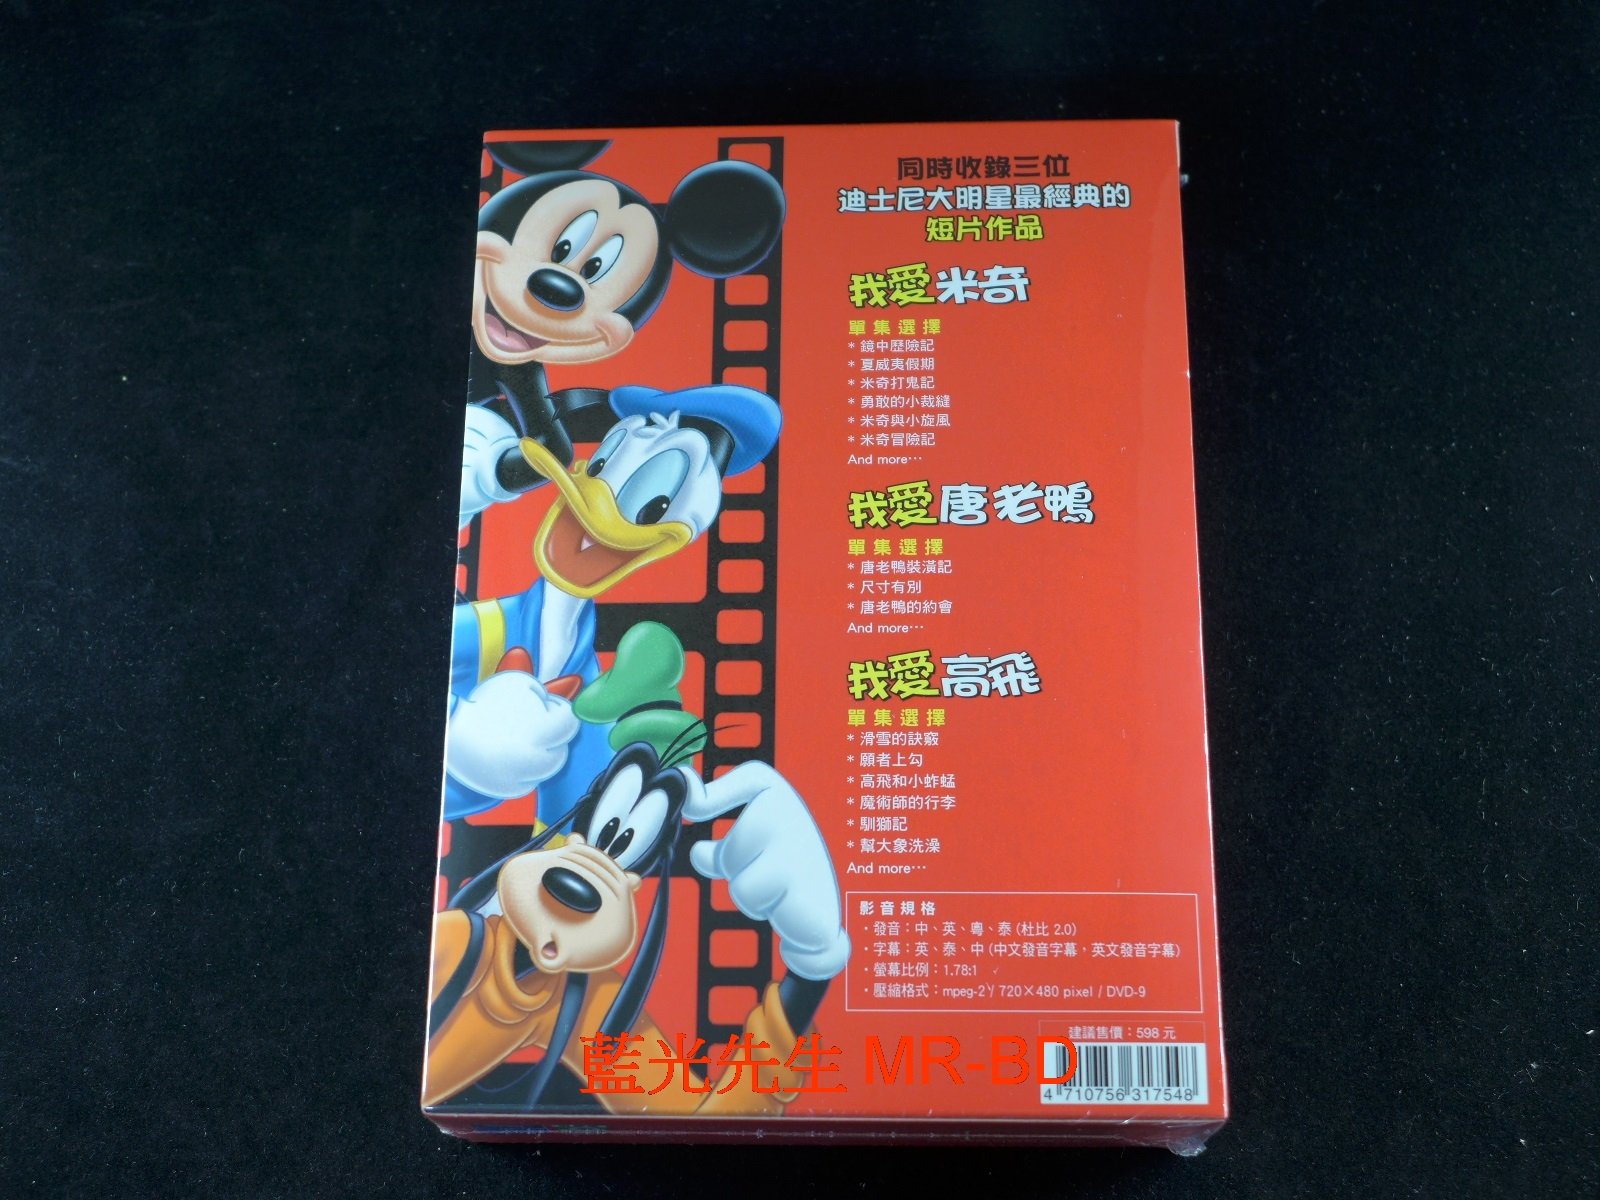 同時收錄三位
迪士尼大明星最經典的
短片作品
我愛米奇
單集選擇
* 鏡中歷險記
* 夏威夷假期
* 米奇打鬼記
* 勇敢的小裁縫
* 米奇與小旋風
* 米奇冒險記
And more…
我愛唐老鴨
單集選擇
* 唐老鴨裝潢記
* 尺寸有別
* 唐老鴨的約會
And more…
我愛高飛
單集選擇
* 滑雪的訣竅
* 願者上勾
* 高飛和小蚱蜢
* 魔術師的行李
* 馴獅記
* 幫大象洗澡
And more…
影音規格
・發音：中、英、粵、泰 (杜比 2.0)
・字幕：英、泰、中 (中文發音字幕，英文發音字幕)
・螢幕比例：1.78:1
・壓縮格式：mpeg-2 / 720×480 pixel / DVD-9
建議售價：598 元
4 710756 317548
藍光先生 MR-BD